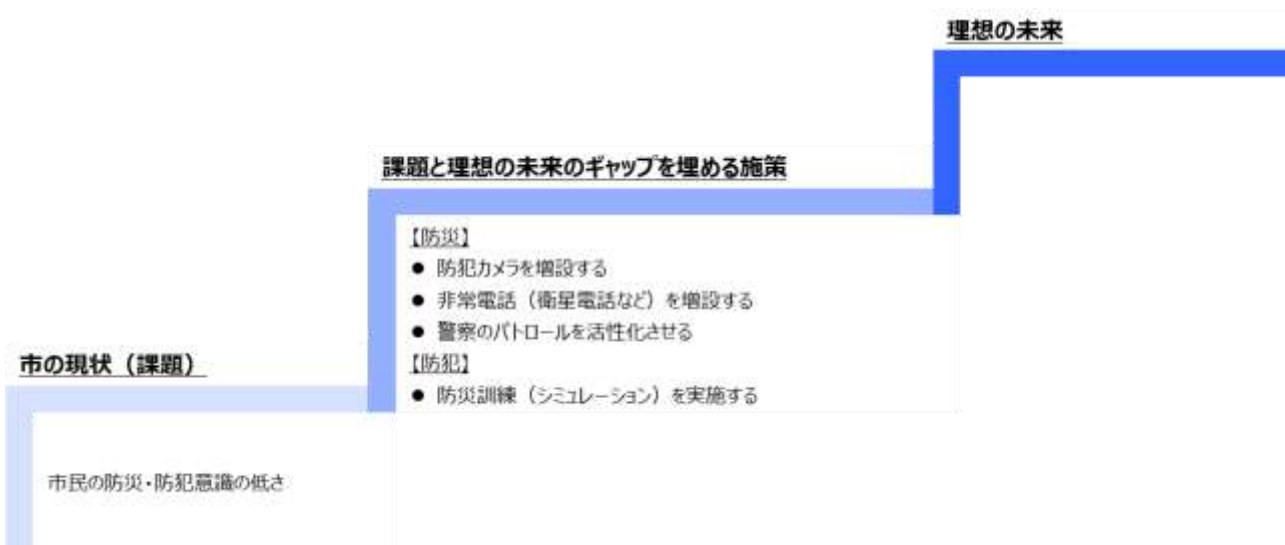 理想の未来
課題と理想の未来のギャップを埋める施策
【防災】
● 防犯カメラを増設する
● 非常電話（衛星電話など）を増設する
● 警察のパトロールを活性化させる
【防犯】
● 防災訓練（シミュレーション）を実施する
市の現状（課題）
市民の防災・防犯意識の低さ